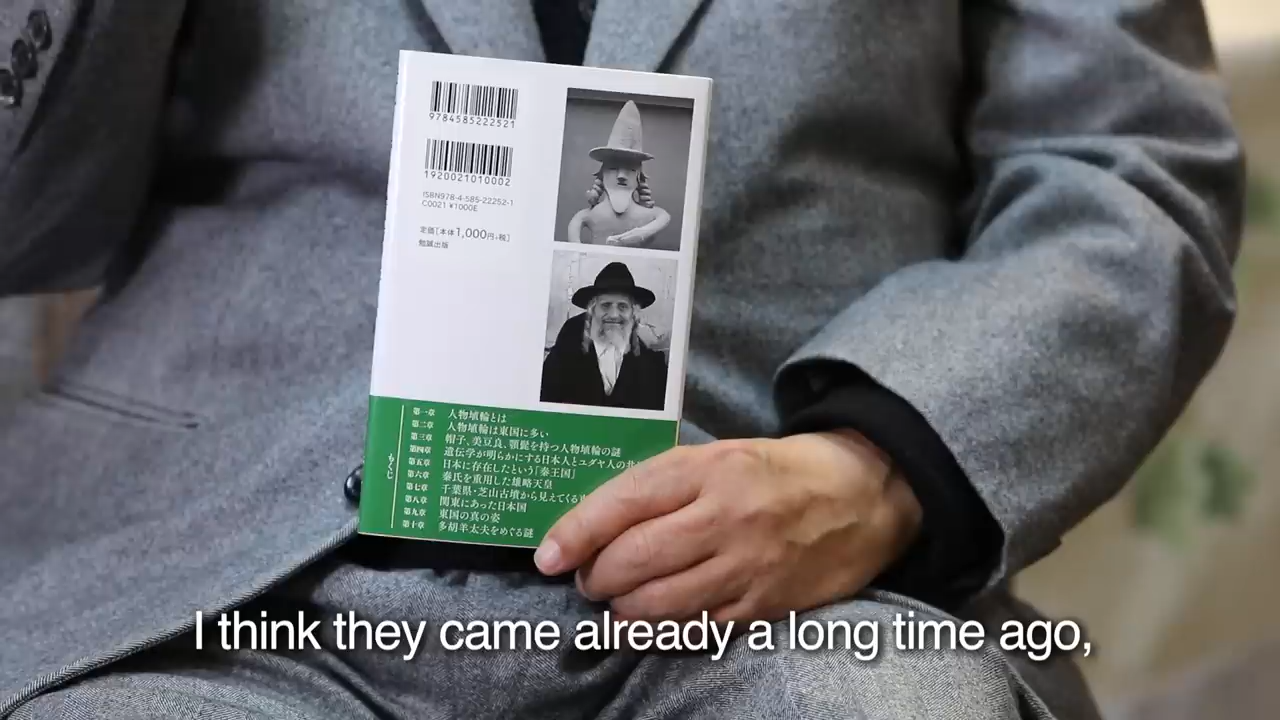 9784585222521
1920021010002
ISBN978-4-585-22252-1
C0021 ¥1000E
定価[本体1,000円+税]
勉誠出版
もくじ
第一章 人物埴輪とは
第二章 人物埴輪は東国に多い
第三章 帽子、美豆良、顎髭を持つ人物埴輪の謎
第四章 遺伝学が明らかにする日本人とユダヤ人の
第五章 日本に存在したという「秦王国」
第六章 秦氏を重用した雄略天皇
第七章 千葉県・芝山古墳から見えてくる
第八章 関東にあった日本国
第九章 東国の真の姿
第十章 多胡羊太夫をめぐる謎
I think they came already a long time ago,